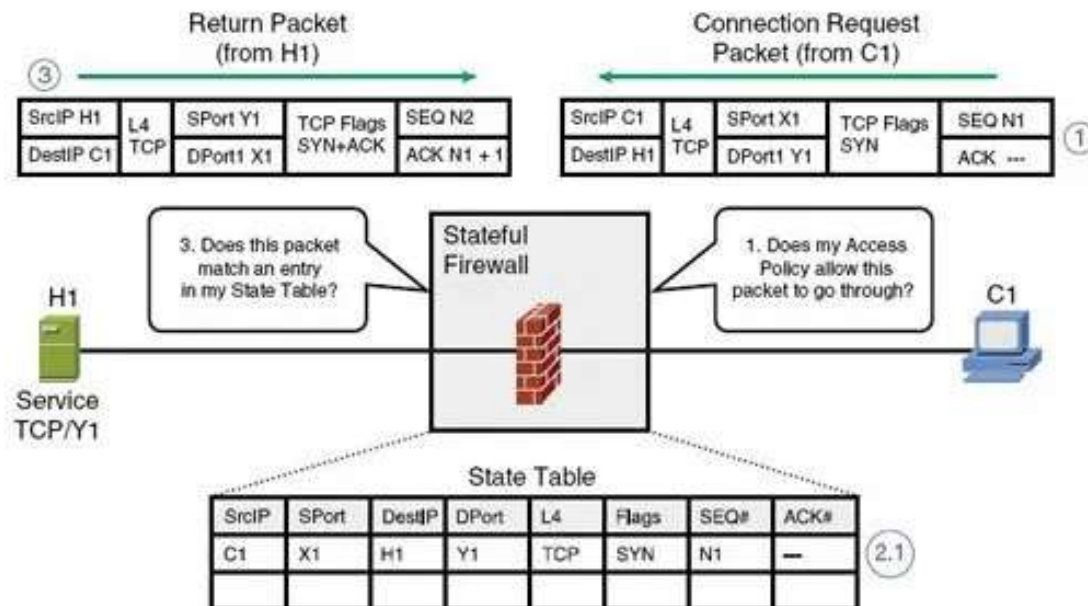 Return Packet
(from H1)
Connection Request
Packet (from C1)
3
SrcIP H1
DestIP C1
L4
TCP
SPort Y1
DPort1 X1
TCP Flags
SYN+ACK
SEQ N2
ACK N1 + 1
SrcIP C1
DestIP H1
L4
TCP
SPort X1
DPort1 Y1
TCP Flags
SYN
SEQ N1
ACK ---
1
3. Does this packet
match an entry
in my State Table?
Stateful
Firewall
1. Does my Access
Policy allow this
packet to go through?
H1
C1
Service
TCP/Y1
State Table
SrcIP SPort DestIP DPort L4 Flags SEQ# ACK#
C1 X1 H1 Y1 TCP SYN N1 ---
2.1